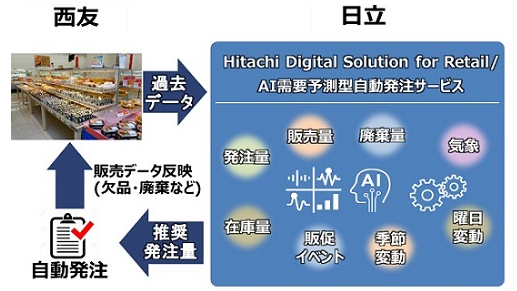 西友
日立
過去
データ
Hitachi Digital Solution for Retail/
AI需要予測型自動発注サービス
販売量
廃棄量
気象
発注量
AI
在庫量
販促
イベント
季節
変動
曜日
変動
販売データ反映
(欠品・廃棄など)
推奨
発注量
自動発注